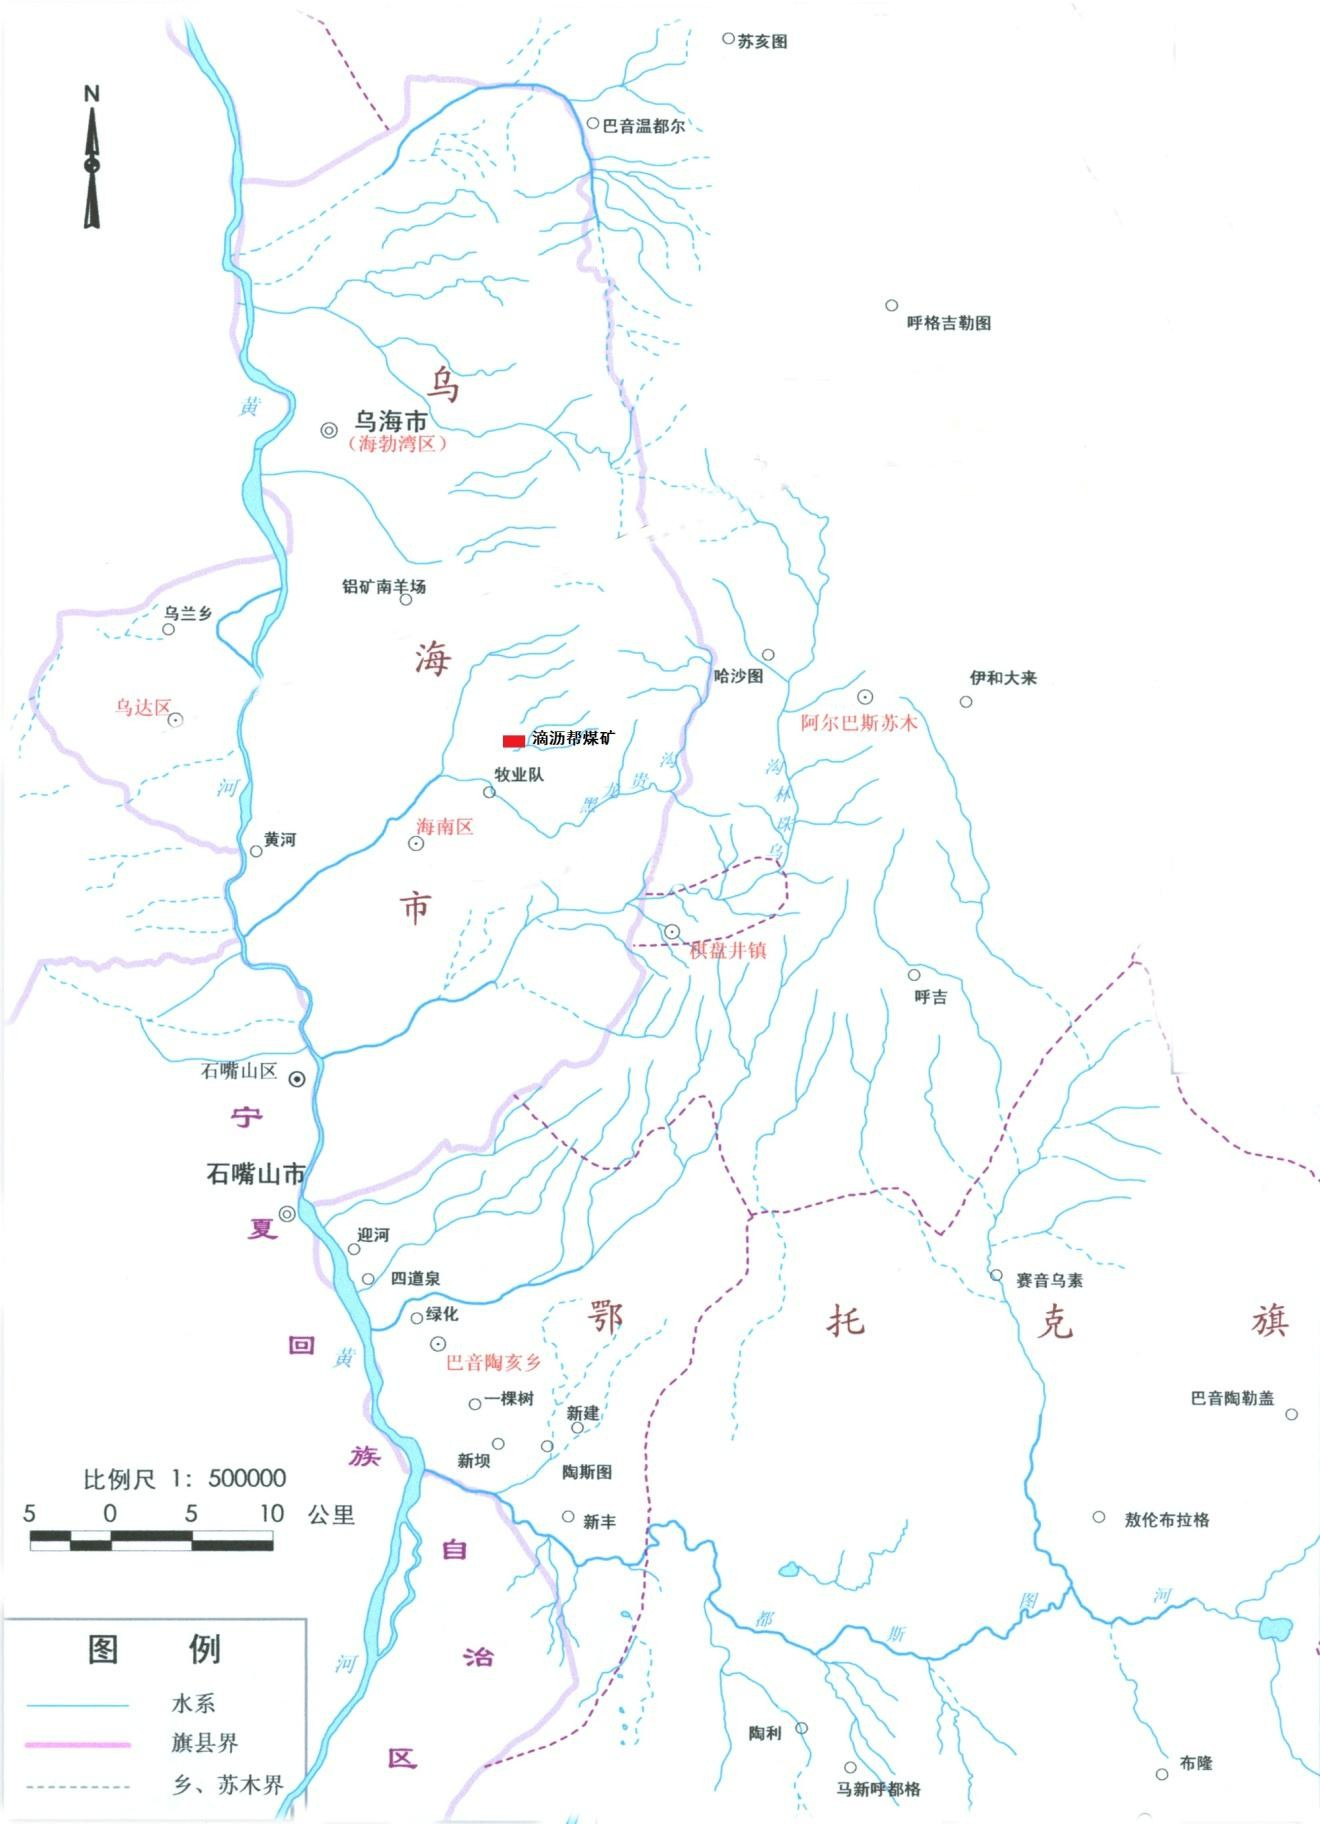 N
苏亥图
巴音温都尔
呼格吉勒图
乌
黄
乌海市
（海勃湾区）
铝矿南羊场
乌兰乡
海
哈沙图
伊和大来
乌达区
阿尔巴斯苏木
滴沥帮煤矿
沟
贵
龙
黑
沟
林
珠
乌
牧业队
河
海南区
黄河
市
棋盘井镇
呼吉
石嘴山区
宁
石嘴山市
夏
迎河
四道泉
赛音乌素
绿化
鄂
托
克
旗
回
黄
巴音陶亥乡
一棵树
巴音陶勒盖
新建
族
新坝
陶斯图
比例尺 1：500000
5 0 5 10 公里
新丰
敖伦布拉格
自
都
斯
图
河
治
河
图 例
水系
旗县界
乡、苏木界
区
陶利
马新呼都格
布隆